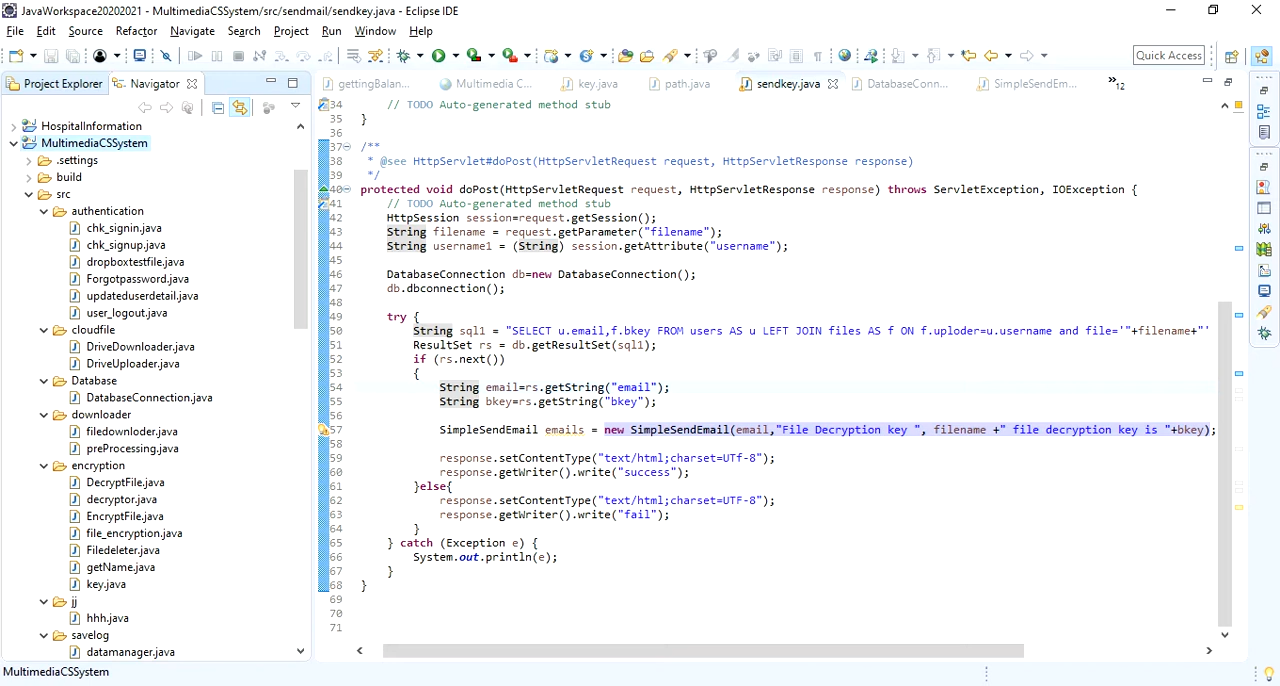 JavaWorkspace20202021 - MultimediaCSSystem/src/sendmail/sendkey.java - Eclipse IDE
File Edit Source Refactor Navigate Search Project Run Window Help
Quick Access
Project Explorer Navigator
gettingBalan... Multimedia C... key.java path.java sendkey.java DatabaseConn... SimpleSendEm... »12
HospitalInformation
MultimediaCSSystem
.settings
build
src
authentication
chk_signin.java
chk_signup.java
dropboxtestfile.java
Forgotpassword.java
updateduserdetail.java
user_logout.java
cloudfile
DriveDownloader.java
DriveUploader.java
Database
DatabaseConnection.java
downloader
filedownloder.java
preProcessing.java
encryption
DecryptFile.java
decryptor.java
EncryptFile.java
file_encryption.java
Filedeleter.java
getName.java
key.java
jj
hhh.java
savelog
datamanager.java
34 // TODO Auto-generated method stub
35 }
36
37 /**
38 * @see HttpServlet#doPost(HttpServletRequest request, HttpServletResponse response)
39 */
40 protected void doPost(HttpServletRequest request, HttpServletResponse response) throws ServletException, IOException {
41 // TODO Auto-generated method stub
42 HttpSession session=request.getSession();
43 String filename = request.getParameter("filename");
44 String username1 = (String) session.getAttribute("username");
45
46 DatabaseConnection db=new DatabaseConnection();
47 db.dbconnection();
48
49 try {
50 String sql1 = "SELECT u.email,f.bkey FROM users AS u LEFT JOIN files AS f ON f.uploder=u.username and file='"+filename+"'
51 ResultSet rs = db.getResultSet(sql1);
52 if (rs.next())
53 {
54 String email=rs.getString("email");
55 String bkey=rs.getString("bkey");
56
57 SimpleSendEmail emails = new SimpleSendEmail(email,"File Decryption key ", filename +" file decryption key is "+bkey);
58
59 response.setContentType("text/html;charset=UTf-8");
60 response.getWriter().write("success");
61 }else{
62 response.setContentType("text/html;charset=UTf-8");
63 response.getWriter().write("fail");
64 }
65 } catch (Exception e) {
66 System.out.println(e);
67 }
68 }
69
70
71
MultimediaCSSystem